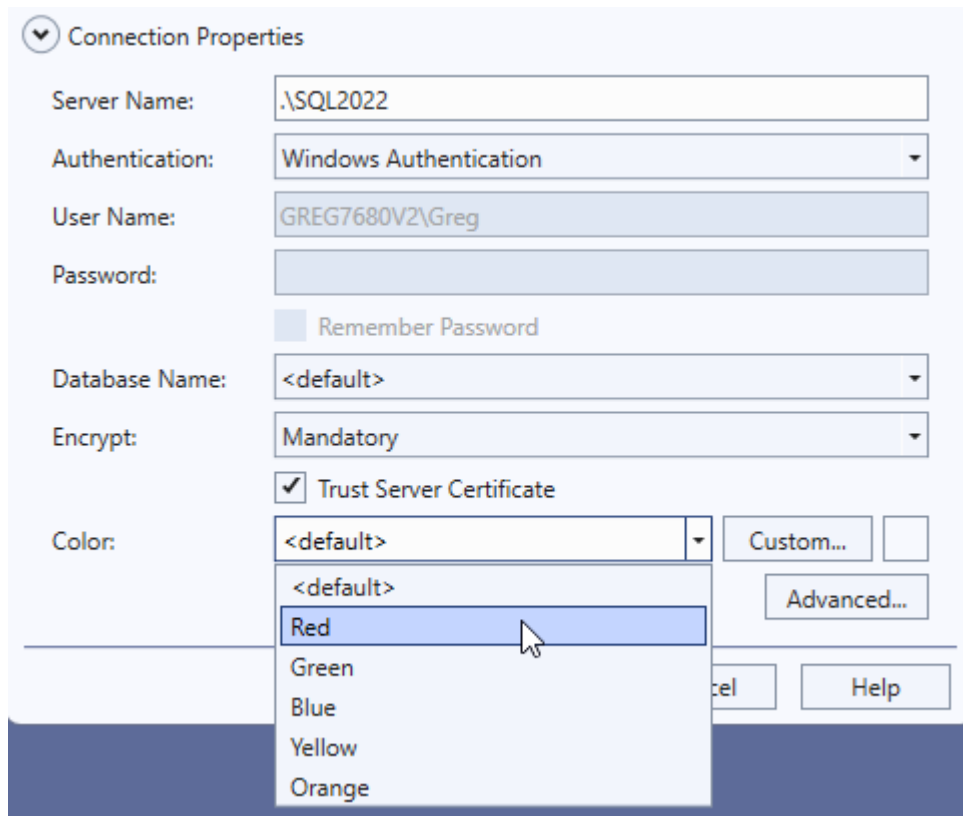 Connection Properties
Server Name: .\SQL2022
Authentication: Windows Authentication
User Name: GREG7680V2\Greg
Password:
Remember Password
Database Name: <default>
Encrypt: Mandatory
Trust Server Certificate
Color: <default> Custom...
<default>
Advanced...
Red
Green
Blue
cel Help
Yellow
Orange